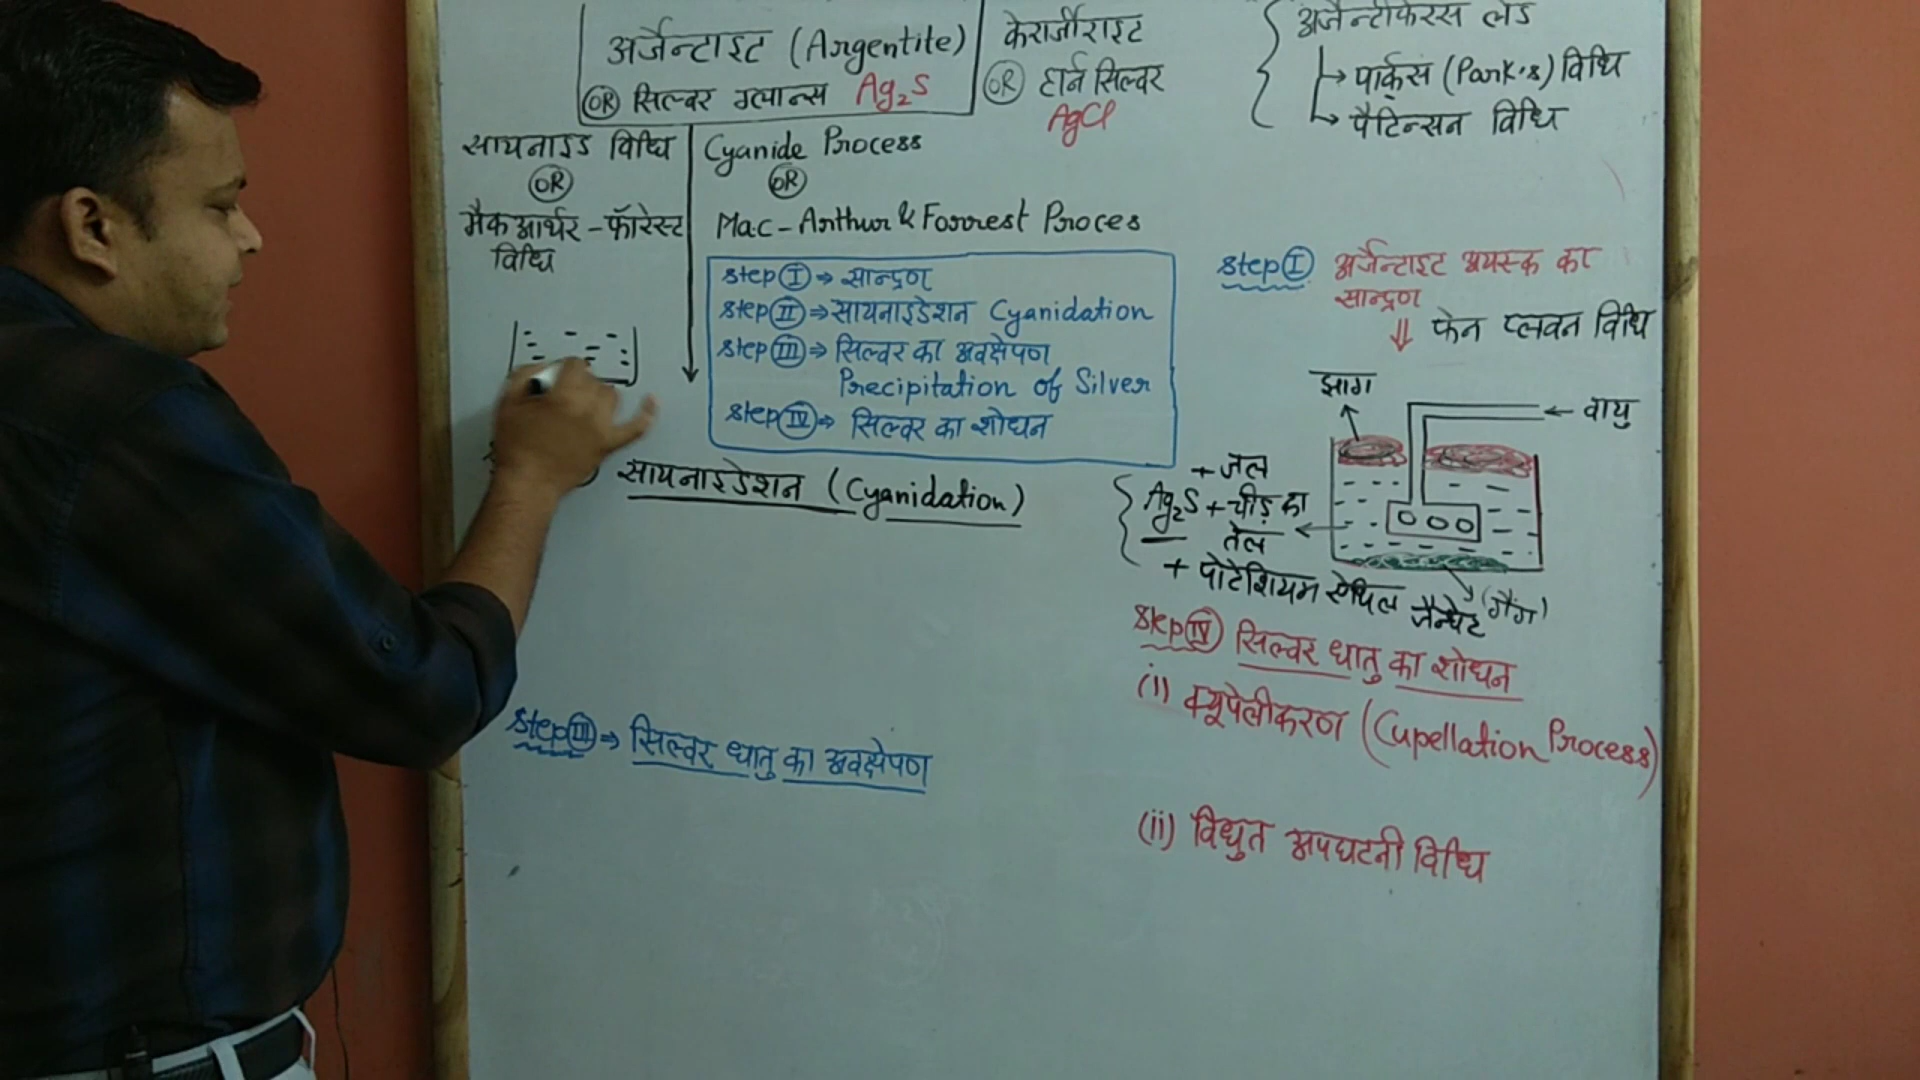 अर्जेन्टाइट (Argentite)
OR सिल्वर ग्लान्स Ag₂S
केरार्जीराइट
OR हार्न सिल्वर
AgCl
अर्जेन्टीफेरस लेड
→ पार्क्स (Park's) विधि
→ पैटिन्सन विधि
सायनाइड विधि
OR
मैकआर्थर - फॉरेस्ट
विधि
Cyanide Process
OR
Mac-Arthur & Forrest Proces
Step I ⇒ सान्द्रण
Step II ⇒ सायनाइडेशन Cyanidation
Step III ⇒ सिल्वर का अवक्षेपण
Precipitation of Silver
Step IV ⇒ सिल्वर का शोधन
सायनाइडेशन (Cyanidation)
Step III ⇒ सिल्वर धातु का अवक्षेपण
Step I अर्जेन्टाइट अयस्क का
सान्द्रण
⇓ फेन प्लवन विधि
झाग
← वायु
+ जल
Ag₂S + चीड़ का
तेल
+ पोटेशियम ऐथिल जैन्थेट
(गैंग)
Step IV सिल्वर धातु का शोधन
(i) क्यूपेलीकरण (Cupellation Process)
(ii) विधुत अपघटनी विधि